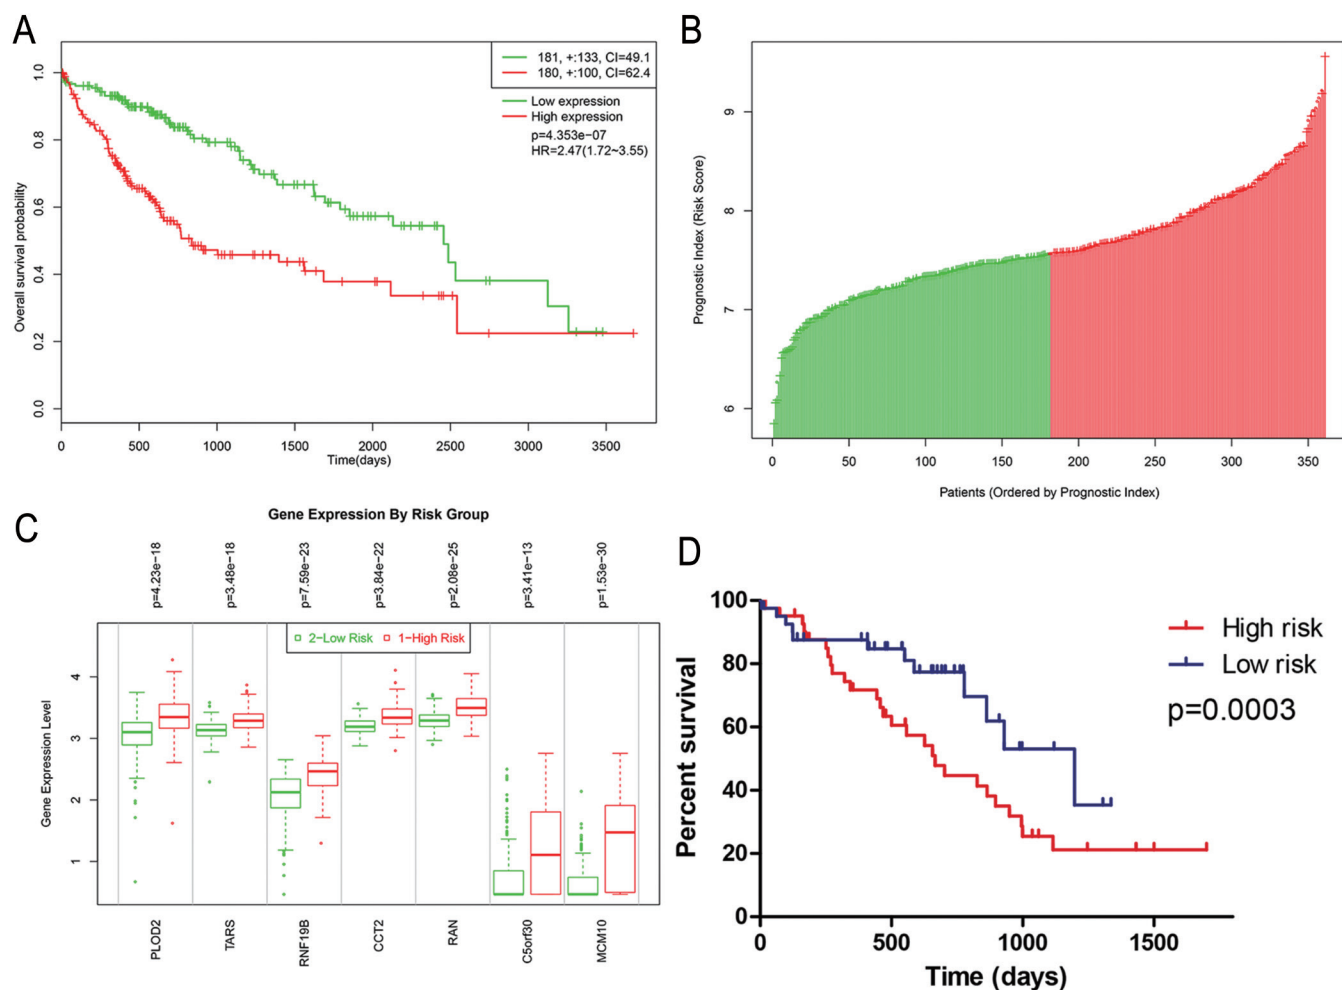 A
181, +:133, CI=49.1
180, +:100, CI=62.4
Low expression
High expression
p=4.353e−07
HR=2.47(1.72~3.55)
Overall survival probability
1.0
0.8
0.6
0.4
0.2
0.0
0
500
1000
1500
2000
2500
3000
3500
Time(days)
B
Prognostic Index (Risk Score)
9
8
7
6
0
50
100
150
200
250
300
350
Patients (Ordered by Prognostic Index)
C
Gene Expression By Risk Group
p=4.23e−18
p=3.48e−18
p=7.59e−23
p=3.84e−22
p=2.08e−25
p=3.41e−13
p=1.53e−30
2−Low Risk
1−High Risk
Gene Expression Level
4
3
2
1
PLOD2
TARS
RNF19B
CCT2
RAN
C5orf30
MCM10
D
High risk
Low risk
p=0.0003
Percent survival
100
80
60
40
20
0
0
500
1000
1500
Time (days)